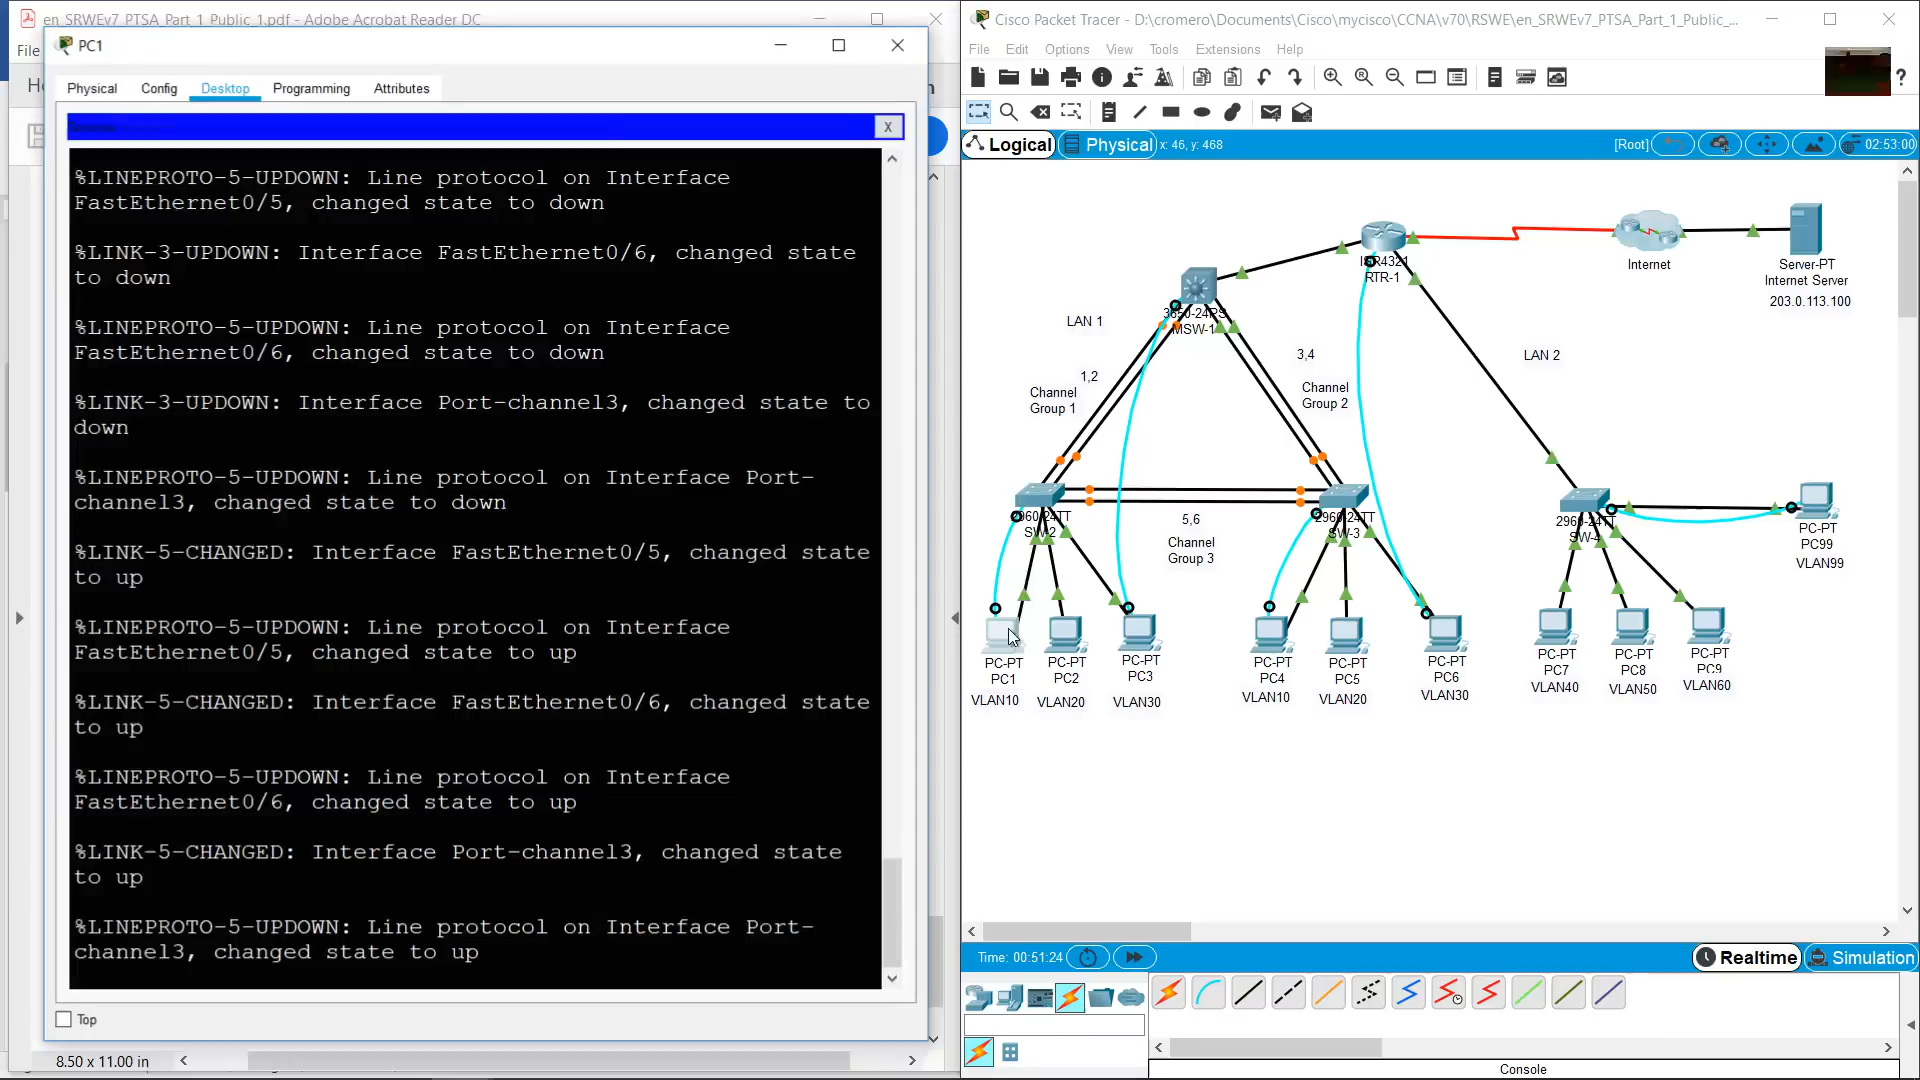 en_SRWEv7_PTSA_Part_1_Public_1.pdf - Adobe Acrobat Reader DC
File
PC1
Physical
Config
Desktop
Programming
Attributes
X
%LINEPROTO-5-UPDOWN: Line protocol on Interface
FastEthernet0/5, changed state to down
%LINK-3-UPDOWN: Interface FastEthernet0/6, changed state
to down
%LINEPROTO-5-UPDOWN: Line protocol on Interface
FastEthernet0/6, changed state to down
%LINK-3-UPDOWN: Interface Port-channel3, changed state to
down
%LINEPROTO-5-UPDOWN: Line protocol on Interface Port-
channel3, changed state to down
%LINK-5-CHANGED: Interface FastEthernet0/5, changed state
to up
%LINEPROTO-5-UPDOWN: Line protocol on Interface
FastEthernet0/5, changed state to up
%LINK-5-CHANGED: Interface FastEthernet0/6, changed state
to up
%LINEPROTO-5-UPDOWN: Line protocol on Interface
FastEthernet0/6, changed state to up
%LINK-5-CHANGED: Interface Port-channel3, changed state
to up
%LINEPROTO-5-UPDOWN: Line protocol on Interface Port-
channel3, changed state to up
Top
8.50 x 11.00 in
Cisco Packet Tracer - D:\cromero\Documents\Cisco\mycisco\CCNA\v70\RSWE\en_SRWEv7_PTSA_Part_1_Public_...
File Edit Options View Tools Extensions Help
?
Logical
Physical
x: 46, y: 468
[Root]
02:53:00
Internet
Server-PT
Internet Server
203.0.113.100
ISR4321
RTR-1
3650-24PS
MSW-1
LAN 1
LAN 2
3,4
Channel
Group 2
1,2
Channel
Group 1
5,6
Channel
Group 3
2960-24TT
SW-2
2960-24TT
SW-3
2960-24TT
SW-4
PC-PT
PC99
VLAN99
PC-PT
PC1
VLAN10
PC-PT
PC2
VLAN20
PC-PT
PC3
VLAN30
PC-PT
PC4
VLAN10
PC-PT
PC5
VLAN20
PC-PT
PC6
VLAN30
PC-PT
PC7
VLAN40
PC-PT
PC8
VLAN50
PC-PT
PC9
VLAN60
Time: 00:51:24
Realtime
Simulation
Console